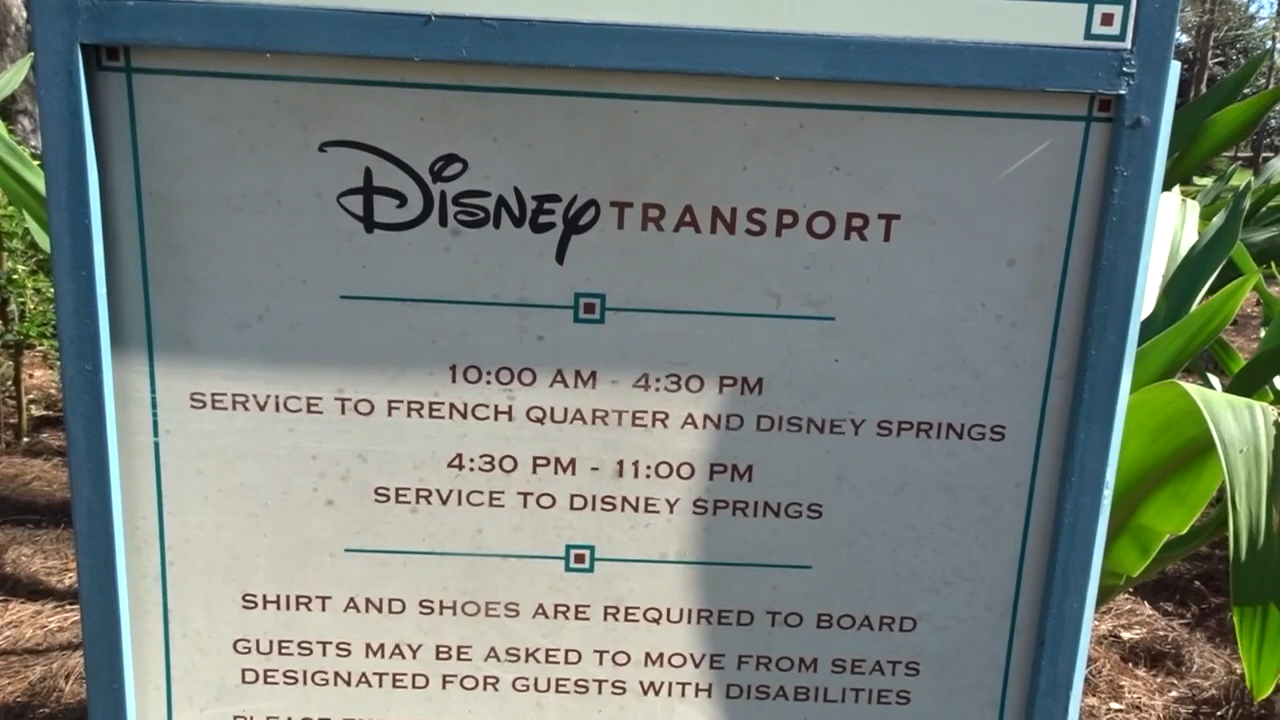 Disney TRANSPORT
10:00 AM - 4:30 PM
SERVICE TO FRENCH QUARTER AND DISNEY SPRINGS
4:30 PM - 11:00 PM
SERVICE TO DISNEY SPRINGS
SHIRT AND SHOES ARE REQUIRED TO BOARD
GUESTS MAY BE ASKED TO MOVE FROM SEATS
DESIGNATED FOR GUESTS WITH DISABILITIES
PLEASE